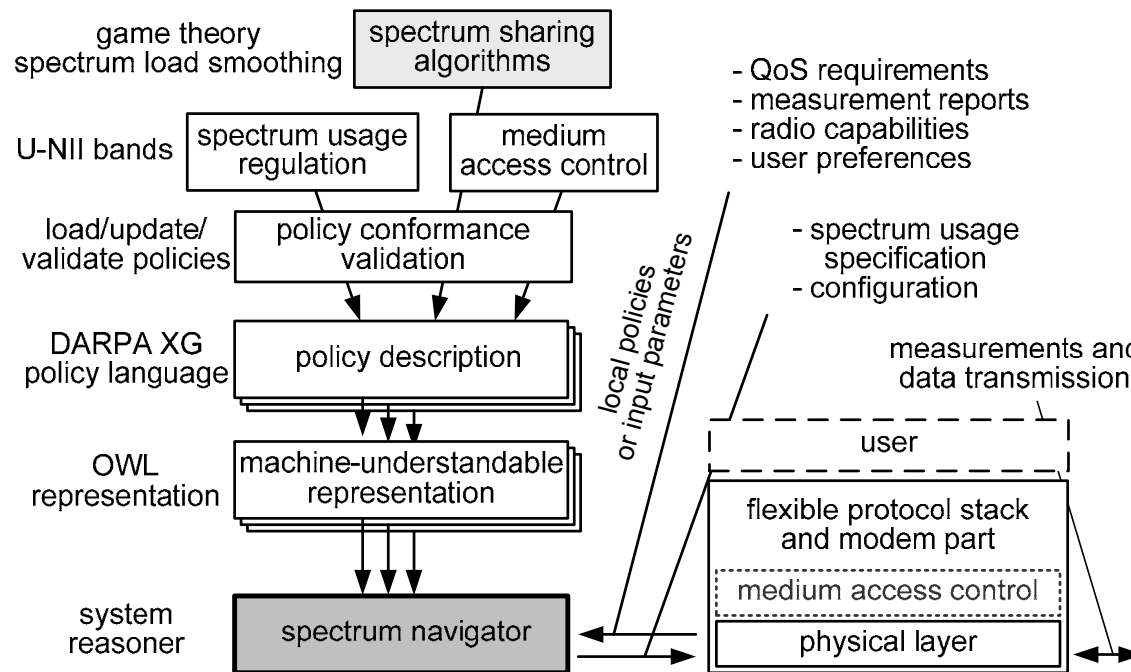 game theory
spectrum load smoothing
spectrum sharing
algorithms
U-NII bands
spectrum usage
regulation
medium
access control
load/update/
validate policies
policy conformance
validation
DARPA XG
policy language
policy description
OWL
representation
machine-understandable
representation
system
reasoner
spectrum navigator
- QoS requirements
- measurement reports
- radio capabilities
- user preferences
local policies
or input parameters
- spectrum usage
specification
- configuration
measurements and
data transmission
user
flexible protocol stack
and modem part
medium access control
physical layer